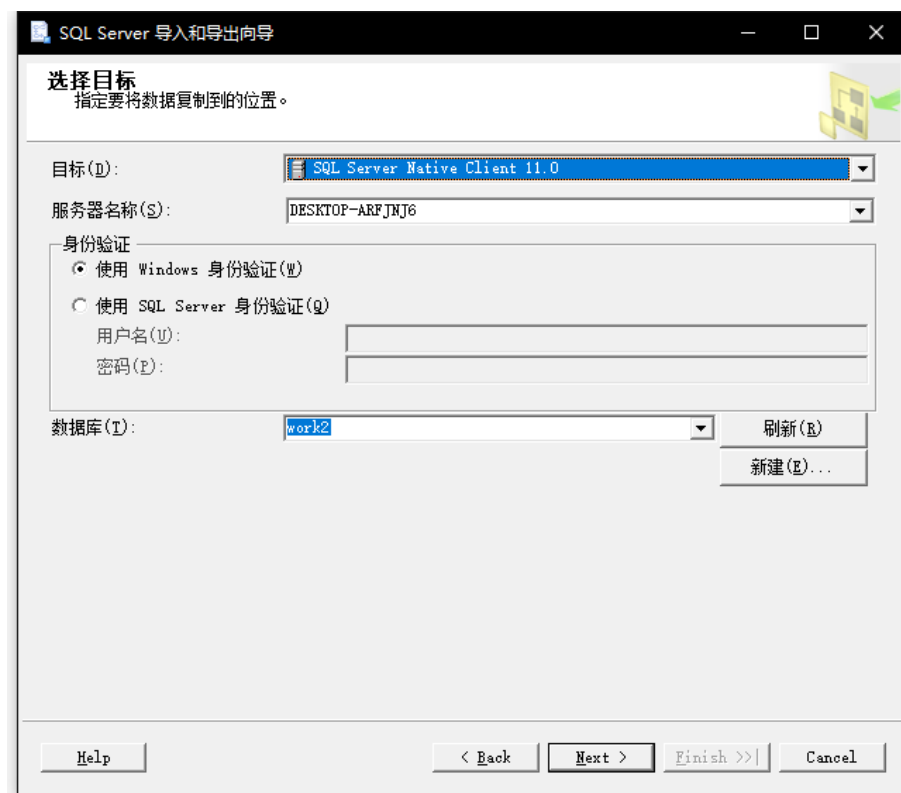 SQL Server 导入和导出向导
选择目标
指定要将数据复制到的位置。
目标(D):
SQL Server Native Client 11.0
服务器名称(S):
DESKTOP-ARFJNJ6
身份验证
使用 Windows 身份验证(W)
使用 SQL Server 身份验证(Q)
用户名(U):
密码(P):
数据库(T):
work2
刷新(R)
新建(E)...
Help
< Back
Next >
Finish >>|
Cancel